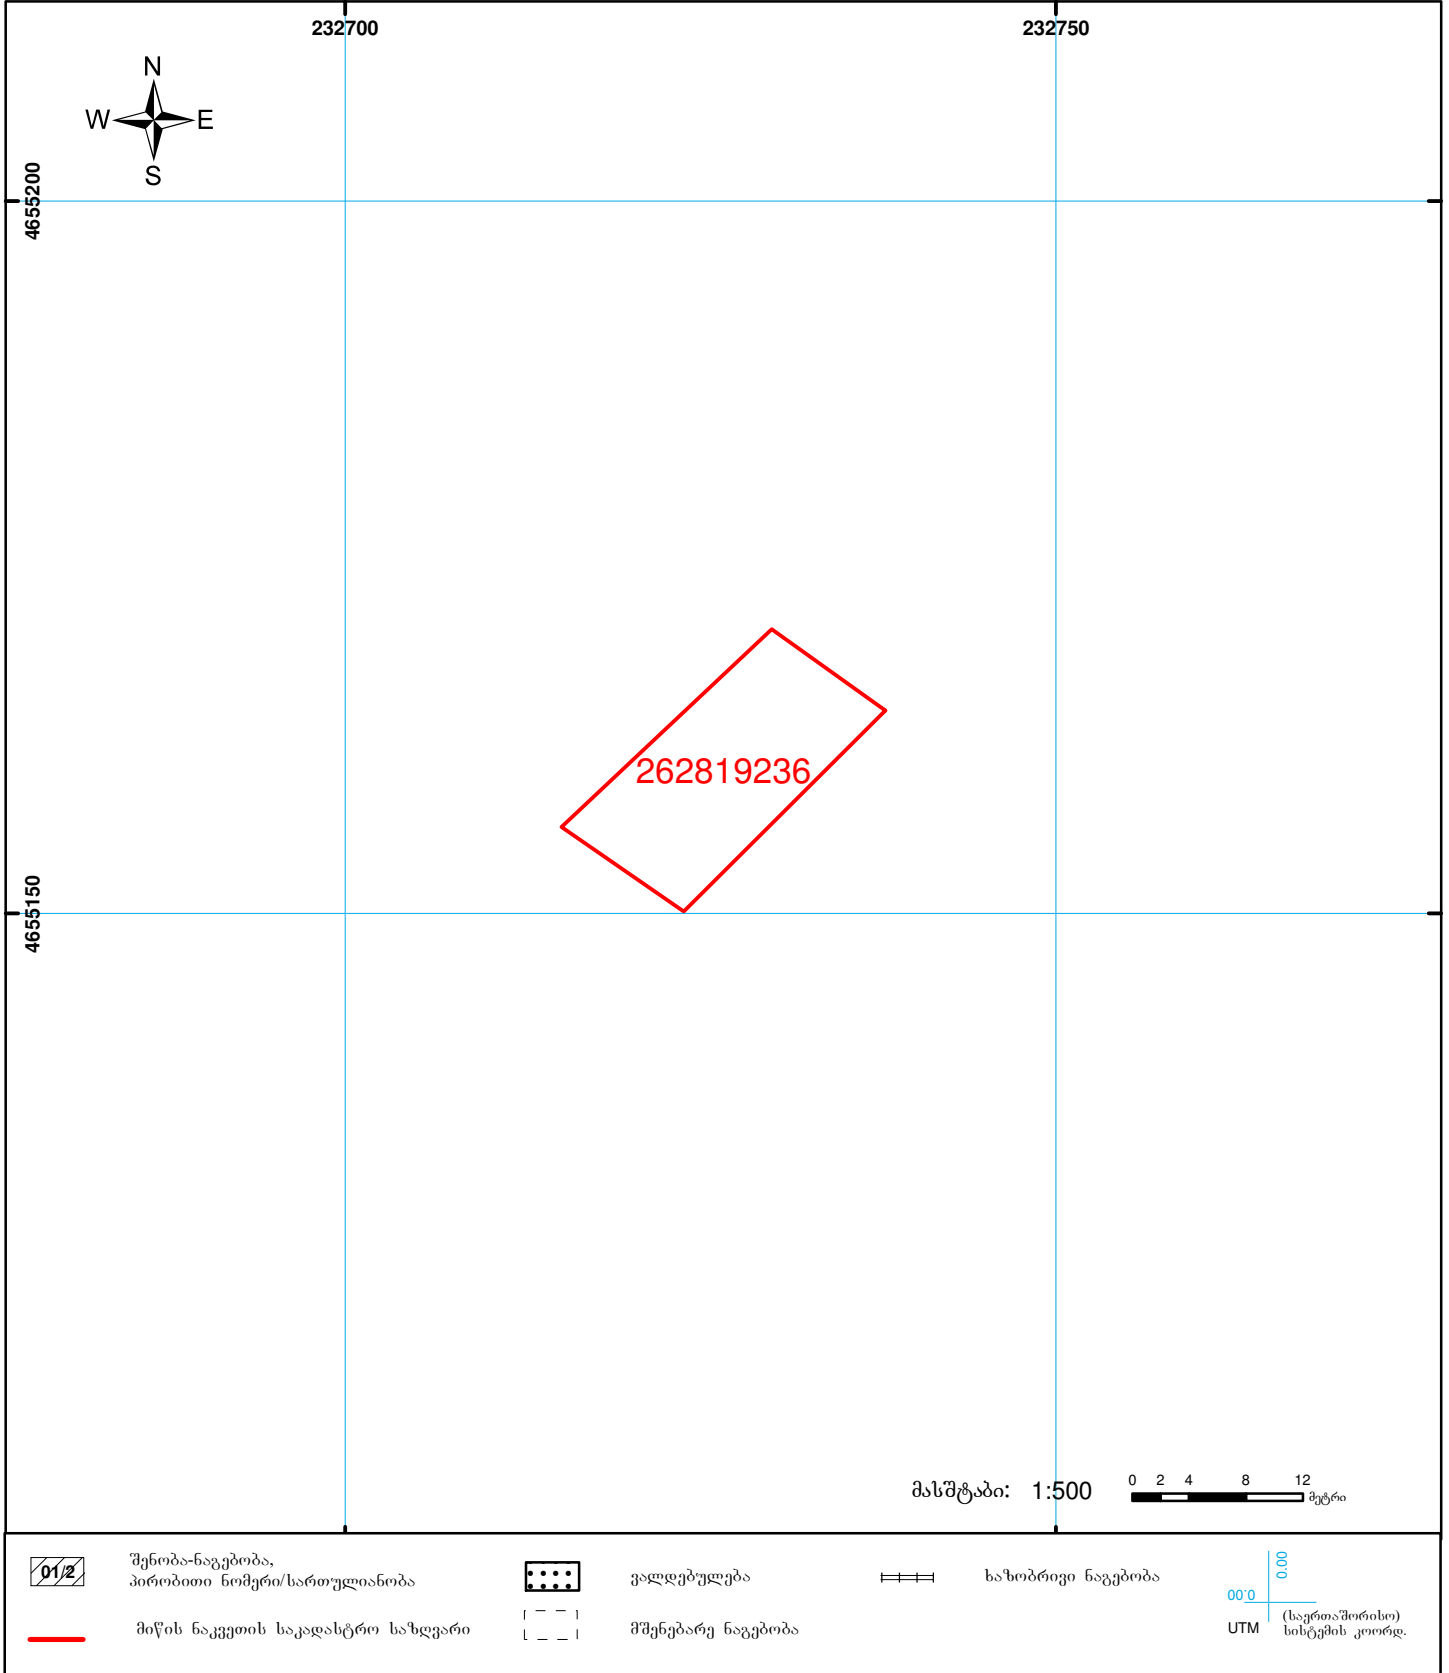 232700 232750
N
W E
S
4655200
262819236
4655150
მასშტაბი: 1:500
0 2 4 8 12
მეტრი
01/2
შენობა-ნაგებობა,
პირობითი ნომერი/სართულიანობა
ვალდებულება
ხაზობრივი ნაგებობა
მიწის ნაკვეთის საკადასტრო საზღვარი
მშენებარე ნაგებობა
0.00
00.0
UTM
(საერთაშორისო)
სისტემის კოორდ.